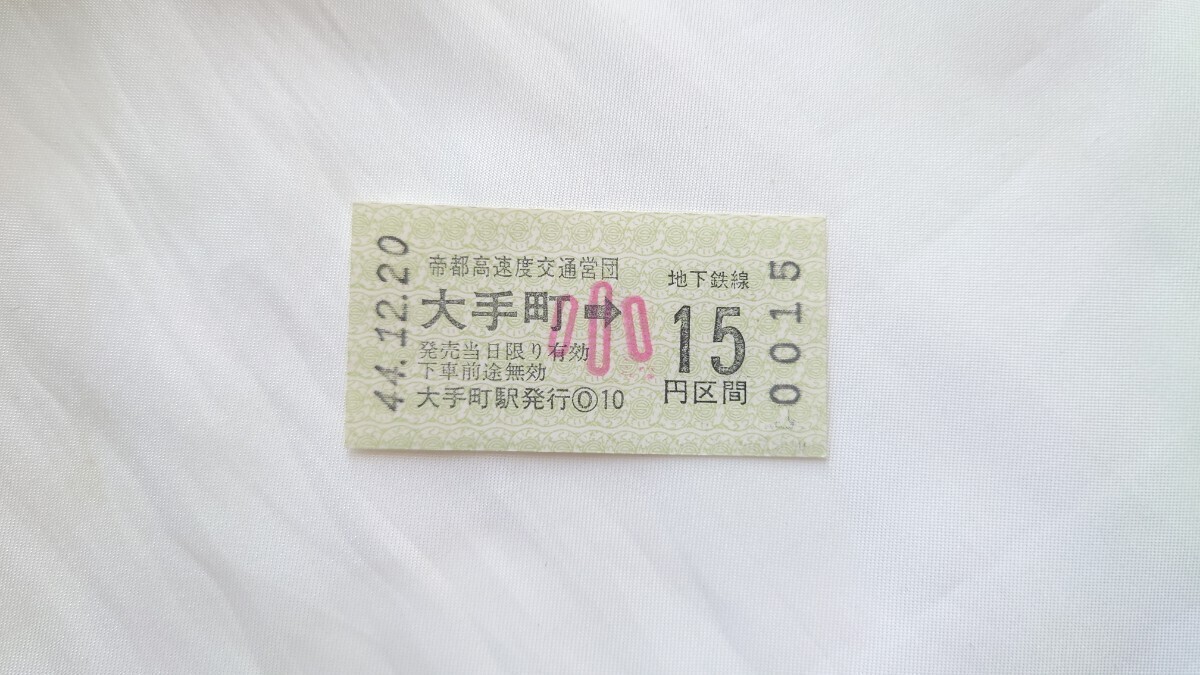 44.12.20
帝都高速度交通営団
大手町➡
小
発売当日限り有効
下車前途無効
大手町駅発行⓪10
地下鉄線
15
円区間
0015